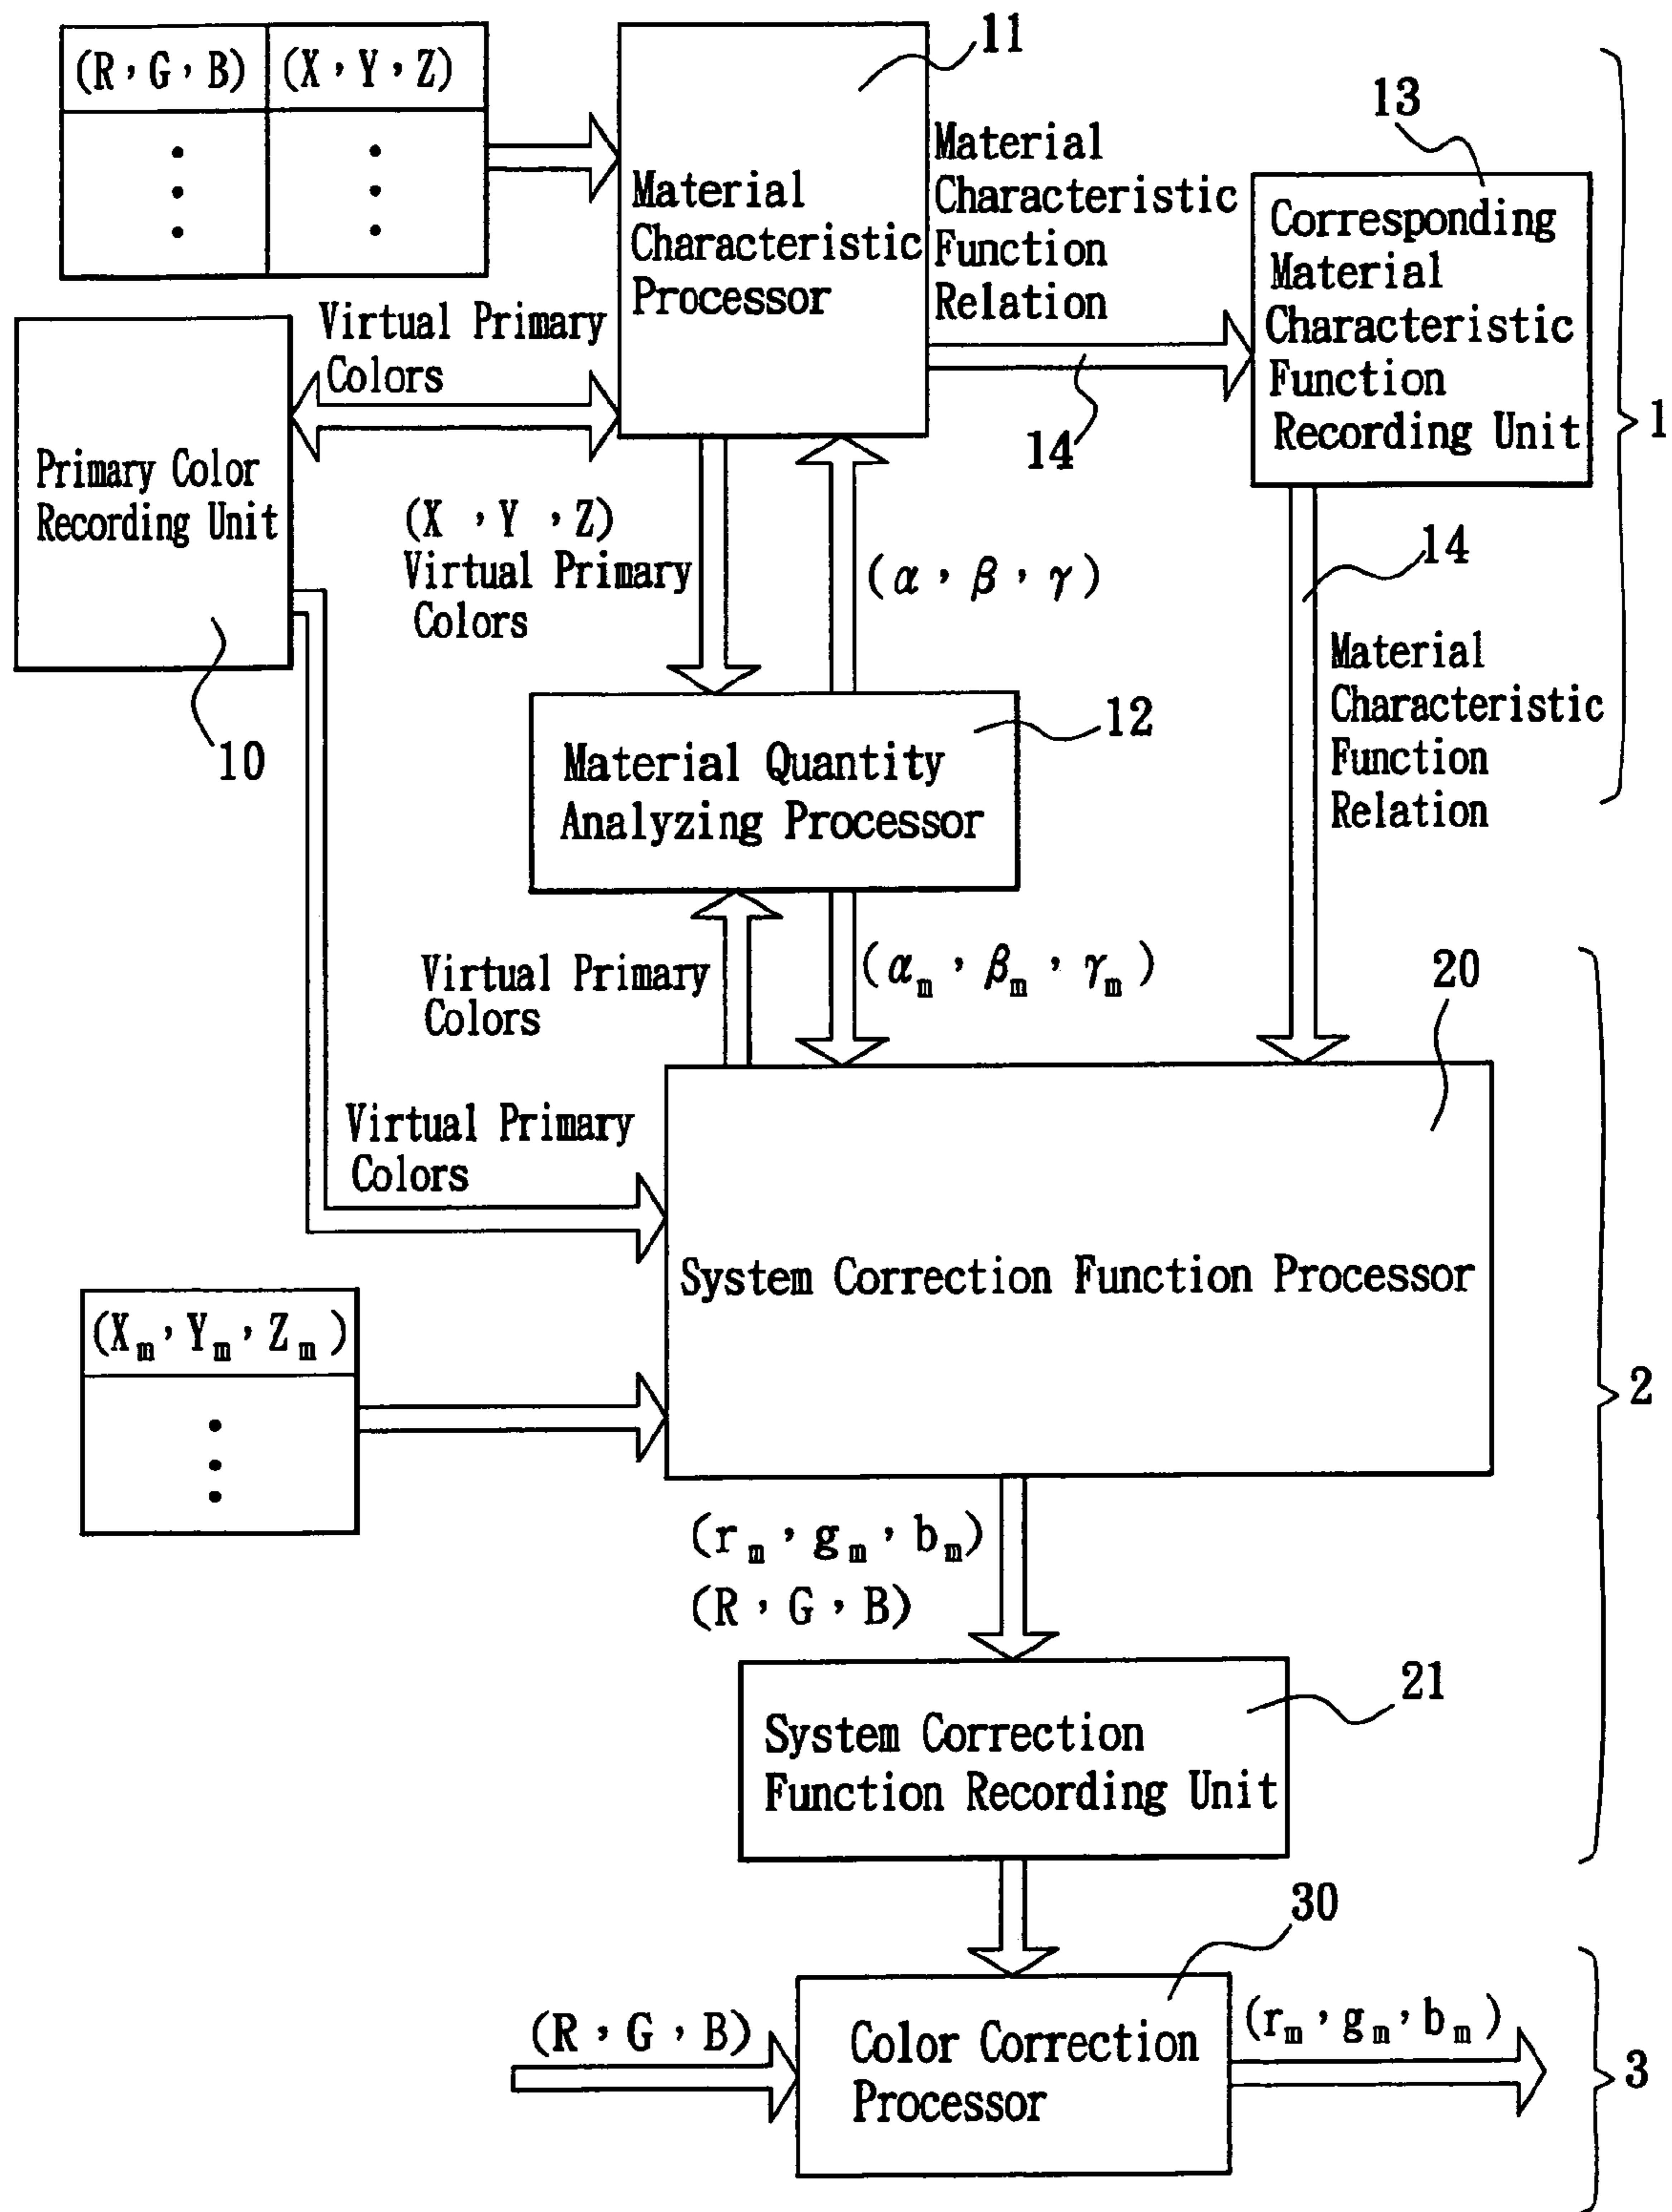 (R,G,B) (X,Y,Z)
11
Material
Characteristic
Processor
Material
Characteristic
Function
Relation
13
Corresponding
Material
Characteristic
Function
Recording Unit
1
Virtual Primary
Colors
14
Primary Color
Recording Unit
10
(X ,Y ,Z)
Virtual Primary
Colors
(α,β,γ)
14
Material
Characteristic
Function
Relation
12
Material Quantity
Analyzing Processor
Virtual Primary
Colors
(αm,βm,γm)
20
Virtual Primary
Colors
System Correction Function Processor
(Xm,Ym,Zm)
2
(rm,gm,bm)
(R,G,B)
21
System Correction
Function Recording Unit
30
(R,G,B)
Color Correction
Processor
(rm,gm,bm)
3